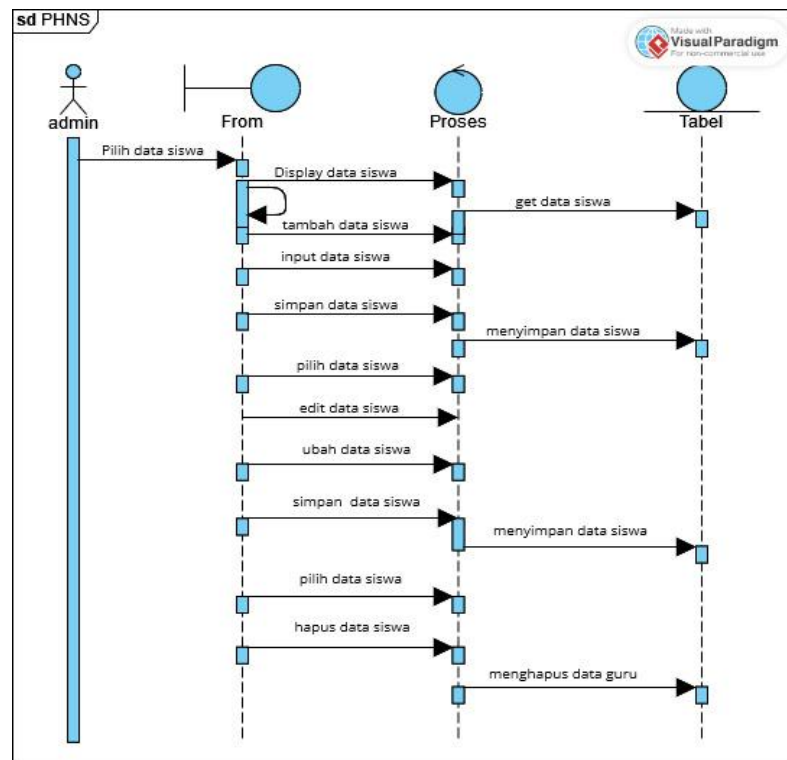 sd PHNS
Made with
VisualParadigm
For non-commercial use
admin
From
Proses
Tabel
Pilih data siswa
Display data siswa
get data siswa
tambah data siswa
input data siswa
simpan data siswa
menyimpan data siswa
pilih data siswa
edit data siswa
ubah data siswa
simpan data siswa
menyimpan data siswa
pilih data siswa
hapus data siswa
menghapus data guru